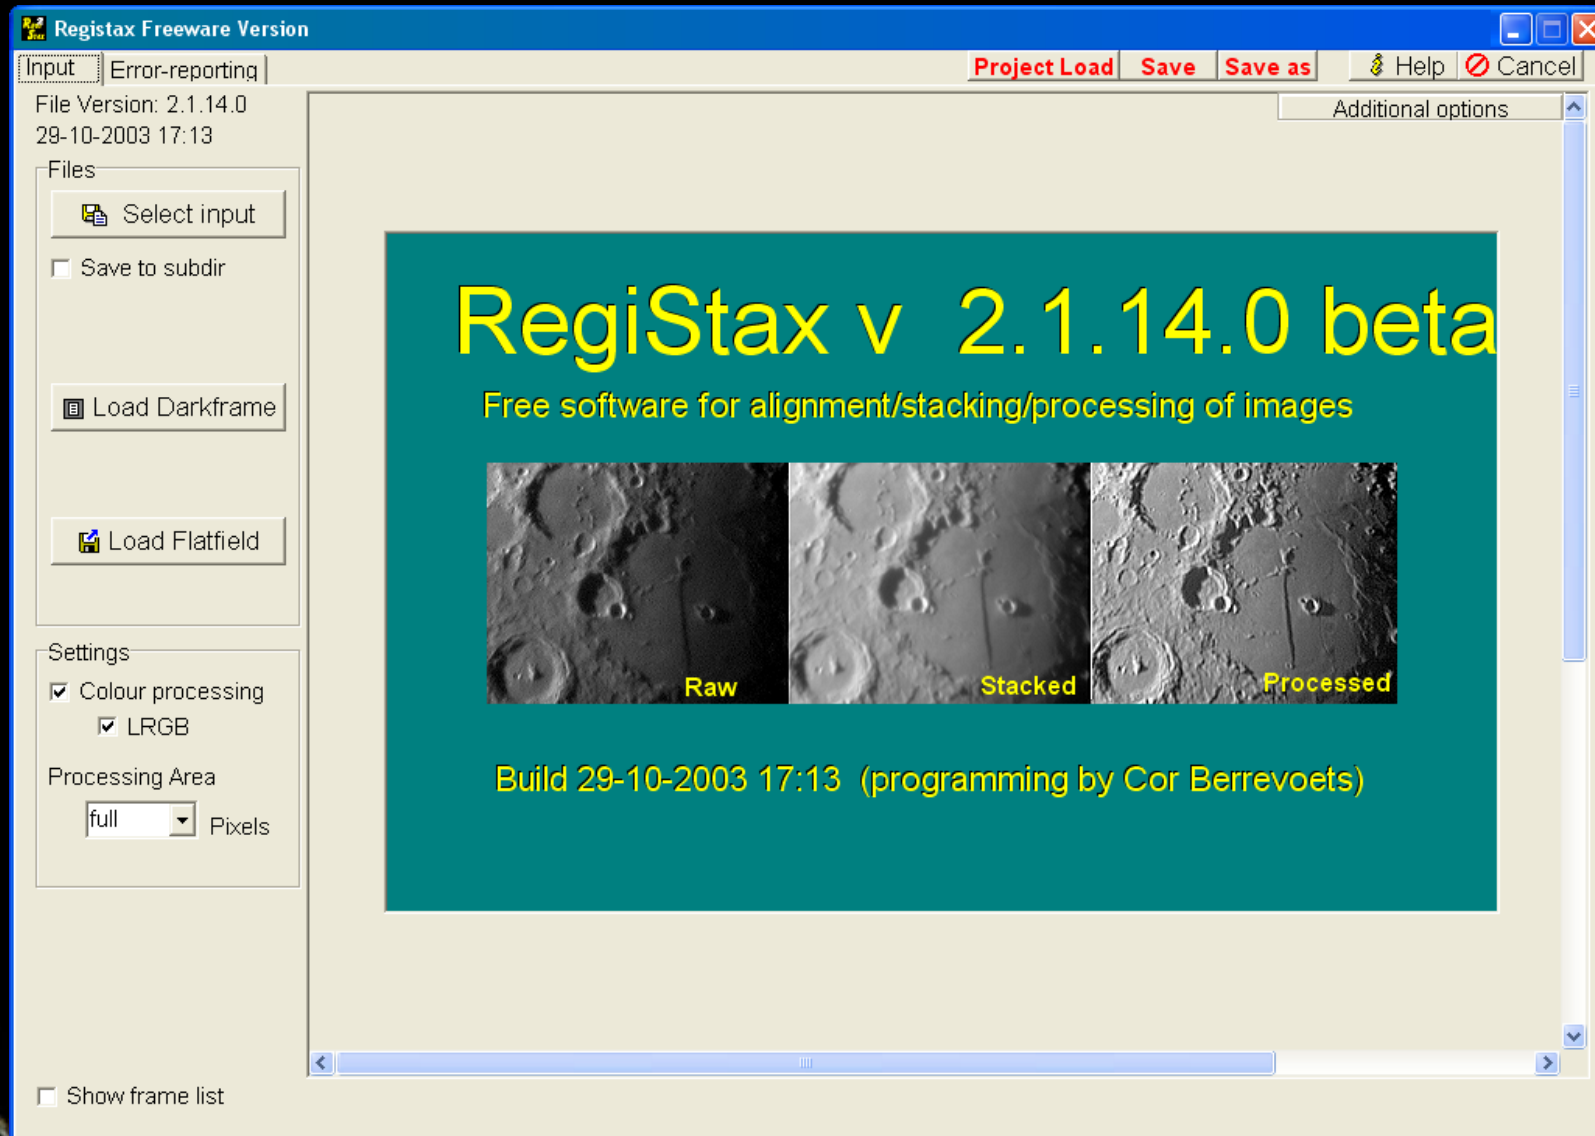 Registax Freeware Version
Input Error-reporting Project Load Save Save as Help Cancel
File Version: 2.1.14.0
29-10-2003 17:13
Additional options
Files
Select input
Save to subdir
Load Darkframe
Load Flatfield
Settings
Colour processing
LRGB
Processing Area
full Pixels
Show frame list
RegiStax v 2.1.14.0 beta
Free software for alignment/stacking/processing of images
Raw Stacked Processed
Build 29-10-2003 17:13 (programming by Cor Berrevoets)